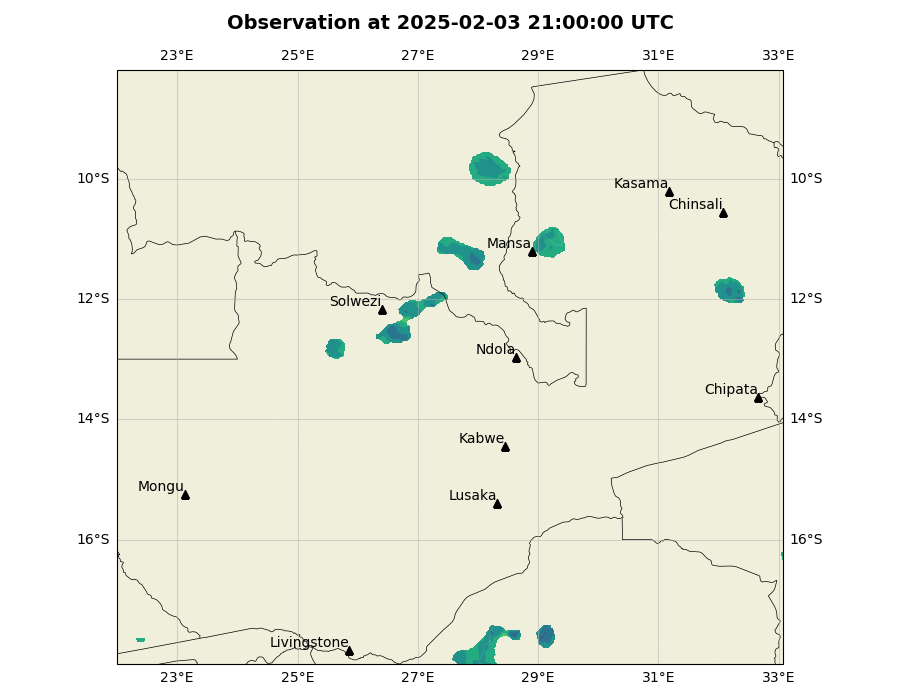 Observation at 2025-02-03 21:00:00 UTC
23°E 25°E 27°E 29°E 31°E 33°E
10°S 10°S
Kasama
Chinsali
Mansa
12°S 12°S
Solwezi
Ndola
Chipata
14°S 14°S
Kabwe
Mongu
Lusaka
16°S 16°S
Livingstone
23°E 25°E 27°E 29°E 31°E 33°E